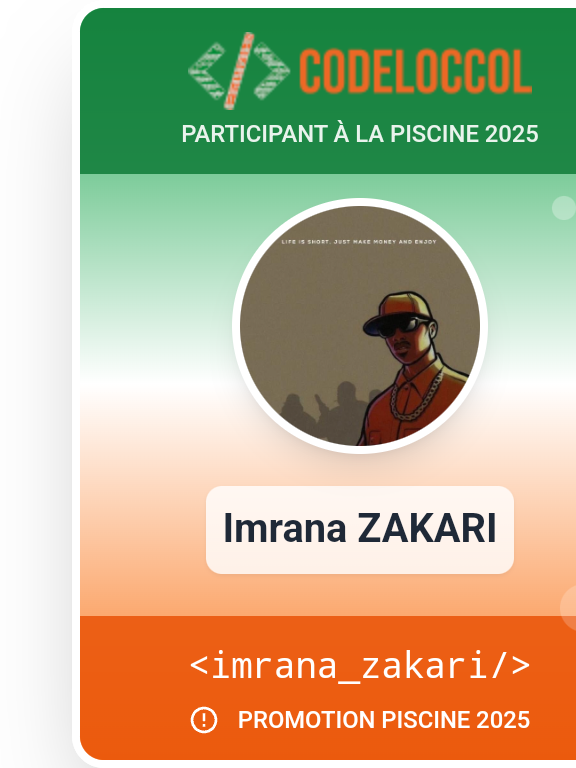 CODELOCCOL
PARTICIPANT À LA PISCINE 2025
LIFE IS SHORT, JUST MAKE MONEY AND ENJOY
Imrana ZAKARI
<imrana_zakari/>
PROMOTION PISCINE 2025